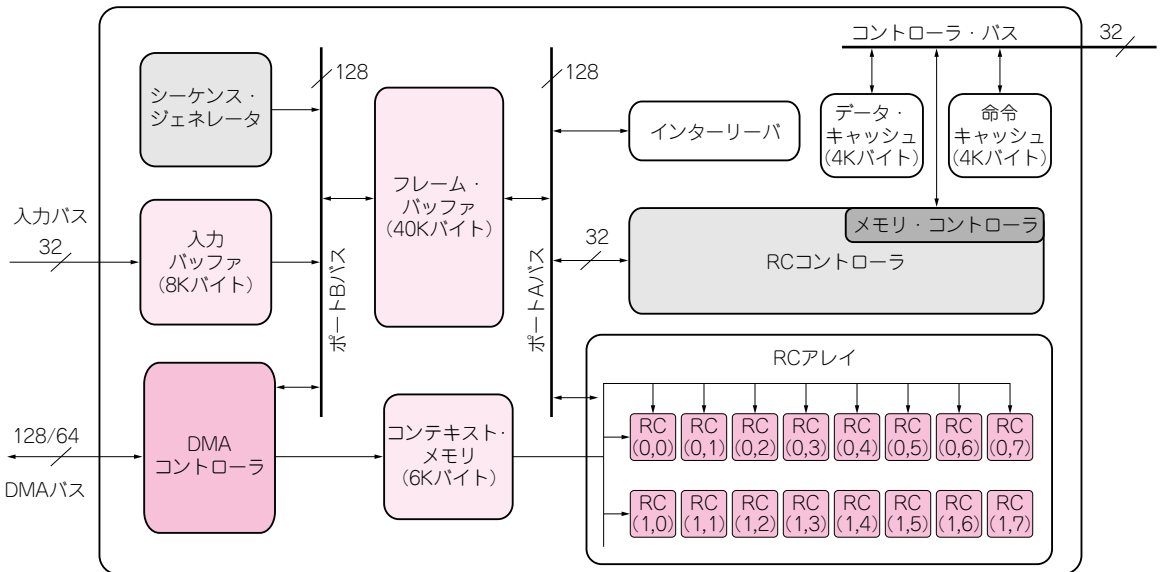 コントローラ・バス
32
128
128
シーケンス・
ジェネレータ
インターリーバ
データ・
キャッシュ
(4Kバイト)
命令
キャッシュ
(4Kバイト)
フレーム・
バッファ
(40Kバイト)
入力バス
32
入力
バッファ
(8Kバイト)
ポートBバス
ポートAバス
32
メモリ・コントローラ
RCコントローラ
RCアレイ
128/64
DMAバス
DMA
コントローラ
コンテキスト・
メモリ
(6Kバイト)
RC RC RC RC RC RC RC RC
(0,0) (0,1) (0,2) (0,3) (0,4) (0,5) (0,6) (0,7)
RC RC RC RC RC RC RC RC
(1,0) (1,1) (1,2) (1,3) (1,4) (1,5) (1,6) (1,7)